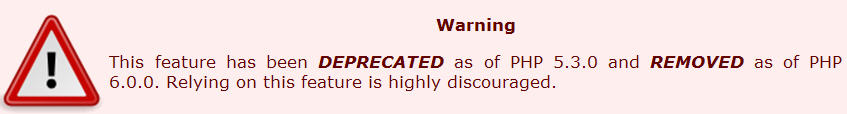 Warning
This feature has been DEPRECATED as of PHP 5.3.0 and REMOVED as of PHP
6.0.0. Relying on this feature is highly discouraged.